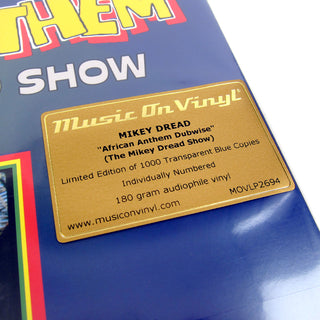 THEM
SHOW
Music On Vinyl
MIKEY DREAD
"African Anthem Dubwise"
(The Mikey Dread Show)
Limited Edition of 1000 Transparent Blue Copies
Individually Numbered
180 gram audiophile vinyl
www.musiconvinyl.com
MOVLP2694